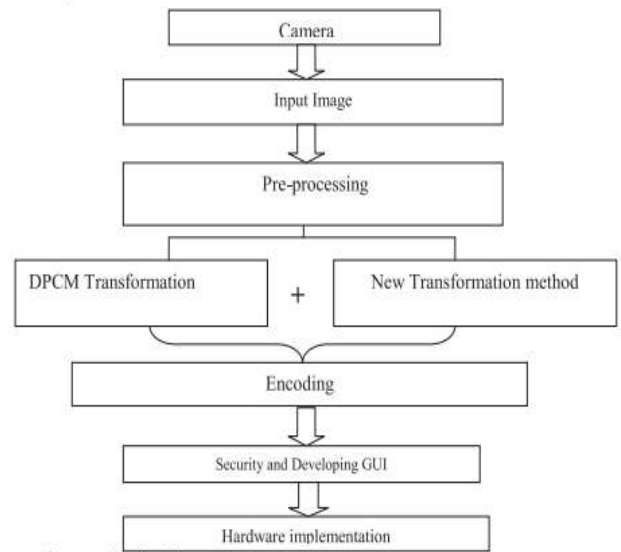 Camera
Input Image
Pre-processing
DPCM Transformation
+
New Transformation method
Encoding
Security and Developing GUI
Hardware implementation